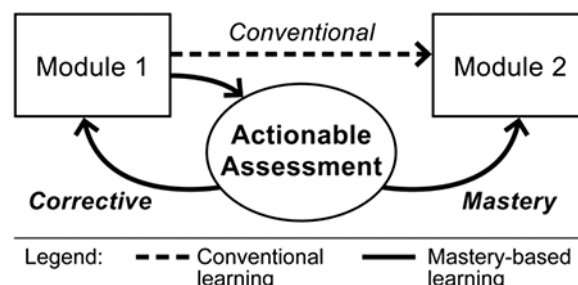 Conventional
Module 1
Module 2
Actionable
Assessment
Corrective
Mastery
Legend:
Conventional
learning
Mastery-based
learning